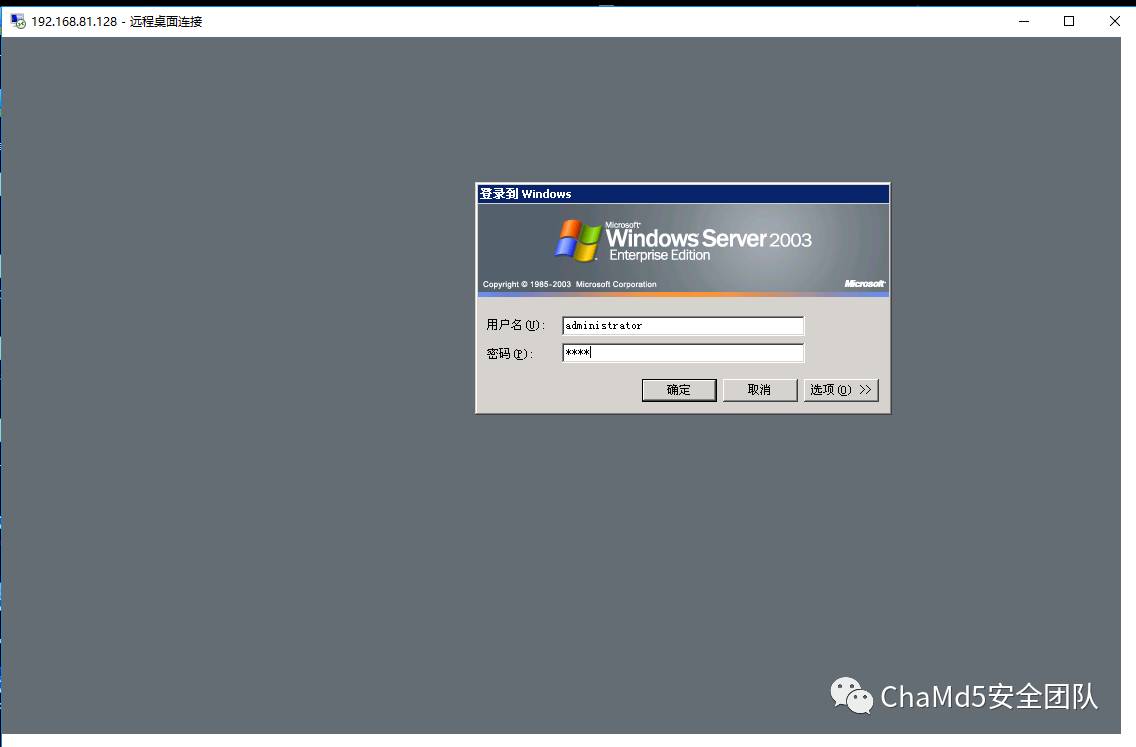 192.168.81.128 - 远程桌面连接
登录到 Windows
Microsoft
Windows Server 2003
Enterprise Edition
Copyright © 1985-2003 Microsoft Corporation
Microsoft
用户名(U):
administrator
密码(P):
****
确定
取消
选项(O) >>
ChaMd5安全团队